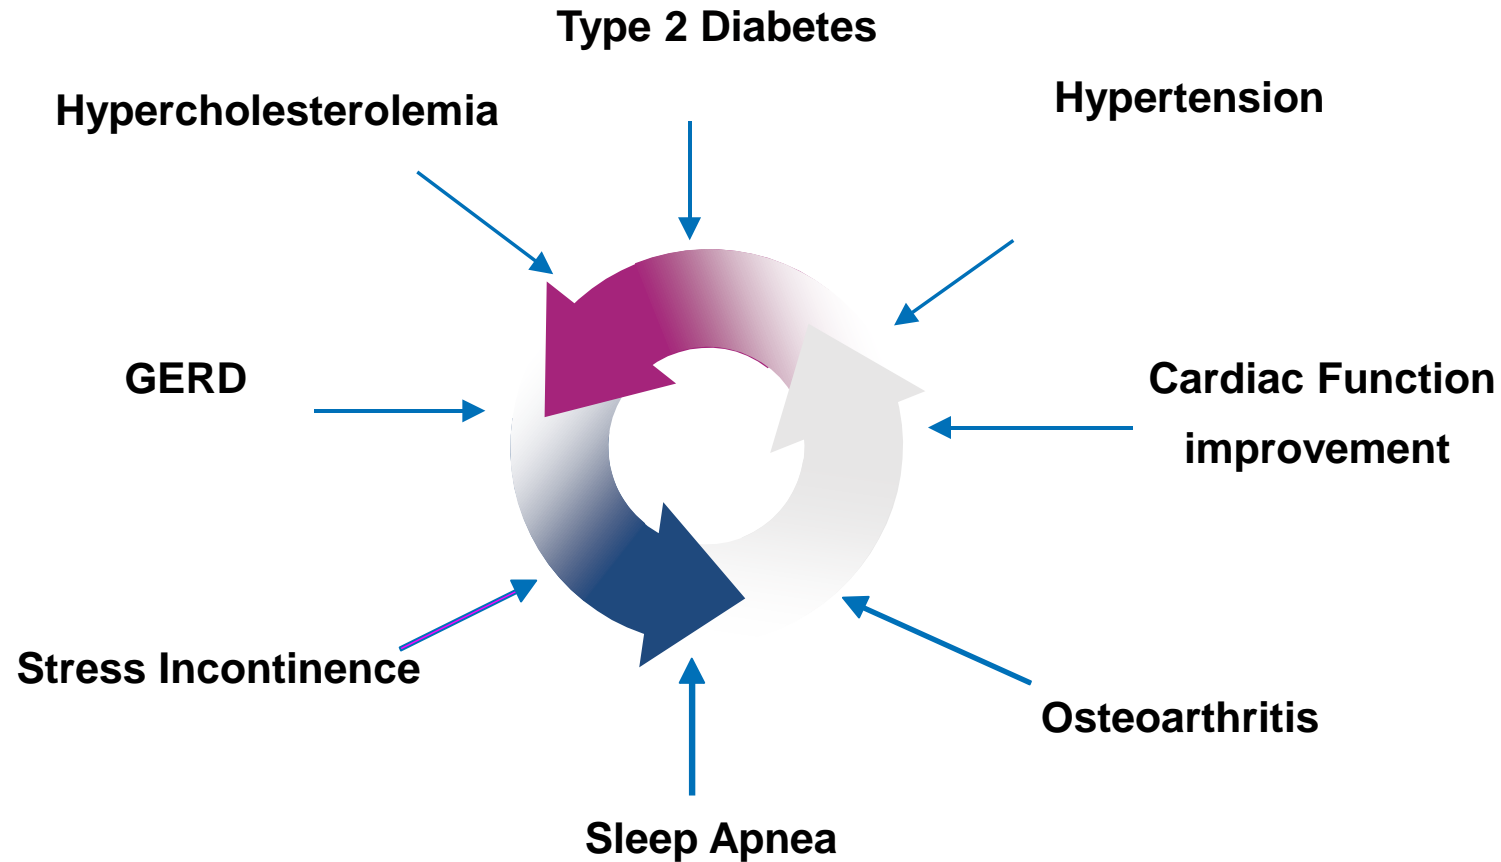 Type 2 Diabetes
Hypercholesterolemia
Hypertension
GERD
Cardiac Function
improvement
Stress Incontinence
Osteoarthritis
Sleep Apnea